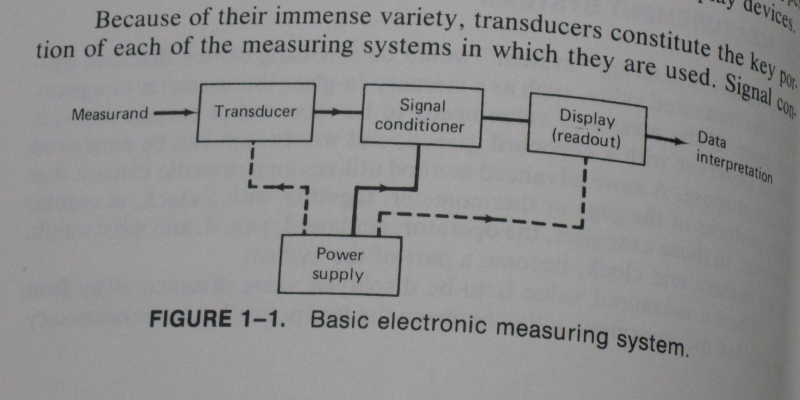 devices.
Because of their immense variety, transducers constitute the key por-
tion of each of the measuring systems in which they are used. Signal con-
Measurand
Transducer
Signal
conditioner
Display
(readout)
Data
interpretation
Power
supply
FIGURE 1-1. Basic electronic measuring system.